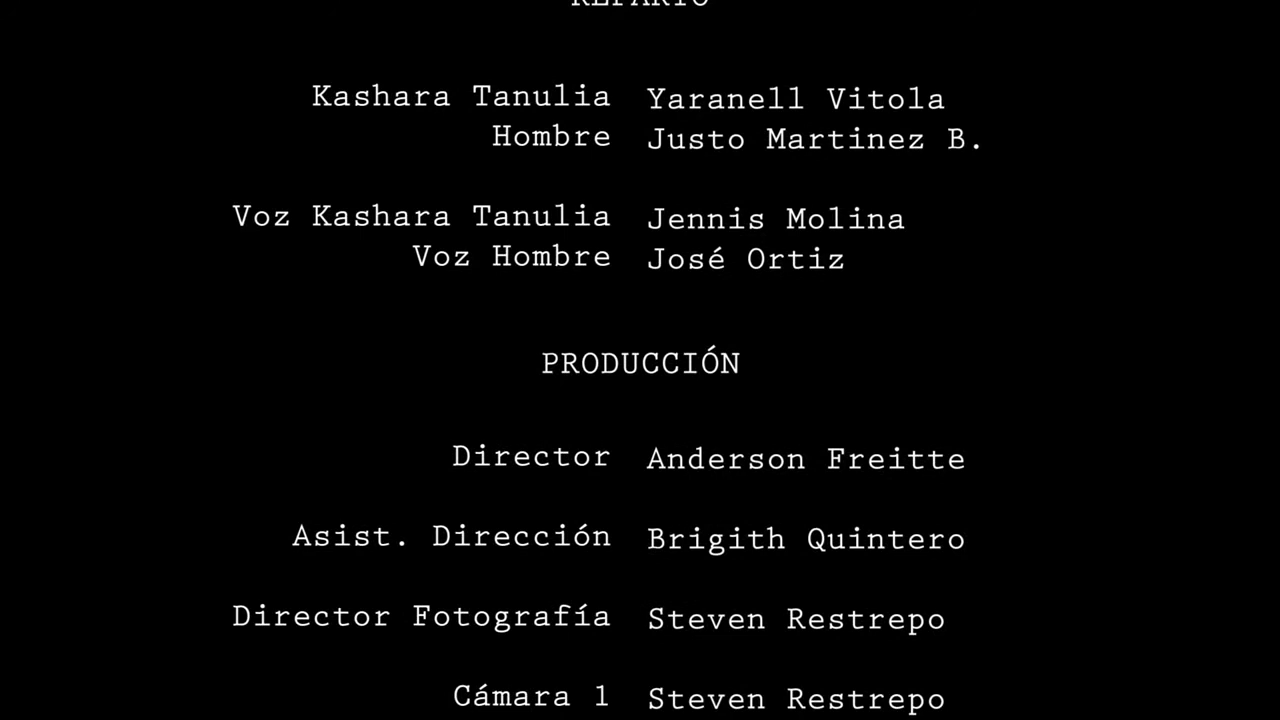 REPARTO
Kashara Tanulia Yaranell Vitola
Hombre Justo Martinez B.
Voz Kashara Tanulia Jennis Molina
Voz Hombre José Ortiz
PRODUCCIÓN
Director Anderson Freitte
Asist. Dirección Brigith Quintero
Director Fotografía Steven Restrepo
Cámara 1 Steven Restrepo